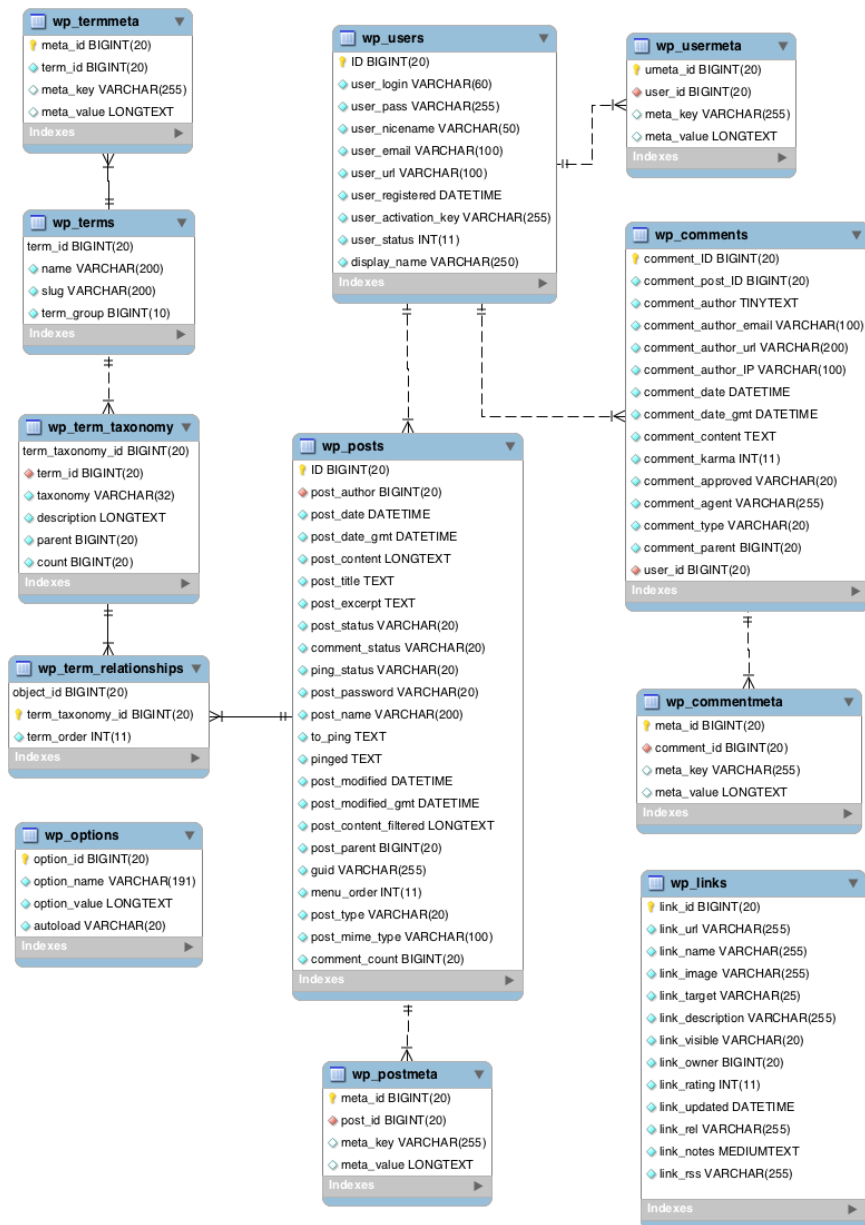 wp_termmeta
meta_id BIGINT(20)
term_id BIGINT(20)
meta_key VARCHAR(255)
meta_value LONGTEXT
Indexes
wp_terms
term_id BIGINT(20)
name VARCHAR(200)
slug VARCHAR(200)
term_group BIGINT(10)
Indexes
wp_term_taxonomy
term_taxonomy_id BIGINT(20)
term_id BIGINT(20)
taxonomy VARCHAR(32)
description LONGTEXT
parent BIGINT(20)
count BIGINT(20)
Indexes
wp_term_relationships
object_id BIGINT(20)
term_taxonomy_id BIGINT(20)
term_order INT(11)
Indexes
wp_options
option_id BIGINT(20)
option_name VARCHAR(191)
option_value LONGTEXT
autoload VARCHAR(20)
Indexes
wp_users
ID BIGINT(20)
user_login VARCHAR(60)
user_pass VARCHAR(255)
user_nicename VARCHAR(50)
user_email VARCHAR(100)
user_url VARCHAR(100)
user_registered DATETIME
user_activation_key VARCHAR(255)
user_status INT(11)
display_name VARCHAR(250)
Indexes
wp_posts
ID BIGINT(20)
post_author BIGINT(20)
post_date DATETIME
post_date_gmt DATETIME
post_content LONGTEXT
post_title TEXT
post_excerpt TEXT
post_status VARCHAR(20)
comment_status VARCHAR(20)
ping_status VARCHAR(20)
post_password VARCHAR(20)
post_name VARCHAR(200)
to_ping TEXT
pinged TEXT
post_modified DATETIME
post_modified_gmt DATETIME
post_content_filtered LONGTEXT
post_parent BIGINT(20)
guid VARCHAR(255)
menu_order INT(11)
post_type VARCHAR(20)
post_mime_type VARCHAR(100)
comment_count BIGINT(20)
Indexes
wp_postmeta
meta_id BIGINT(20)
post_id BIGINT(20)
meta_key VARCHAR(255)
meta_value LONGTEXT
Indexes
wp_usermeta
umeta_id BIGINT(20)
user_id BIGINT(20)
meta_key VARCHAR(255)
meta_value LONGTEXT
Indexes
wp_comments
comment_ID BIGINT(20)
comment_post_ID BIGINT(20)
comment_author TINYTEXT
comment_author_email VARCHAR(100)
comment_author_url VARCHAR(200)
comment_author_IP VARCHAR(100)
comment_date DATETIME
comment_date_gmt DATETIME
comment_content TEXT
comment_karma INT(11)
comment_approved VARCHAR(20)
comment_agent VARCHAR(255)
comment_type VARCHAR(20)
comment_parent BIGINT(20)
user_id BIGINT(20)
Indexes
wp_commentmeta
meta_id BIGINT(20)
comment_id BIGINT(20)
meta_key VARCHAR(255)
meta_value LONGTEXT
Indexes
wp_links
link_id BIGINT(20)
link_url VARCHAR(255)
link_name VARCHAR(255)
link_image VARCHAR(255)
link_target VARCHAR(25)
link_description VARCHAR(255)
link_visible VARCHAR(20)
link_owner BIGINT(20)
link_rating INT(11)
link_updated DATETIME
link_rel VARCHAR(255)
link_notes MEDIUMTEXT
link_rss VARCHAR(255)
Indexes